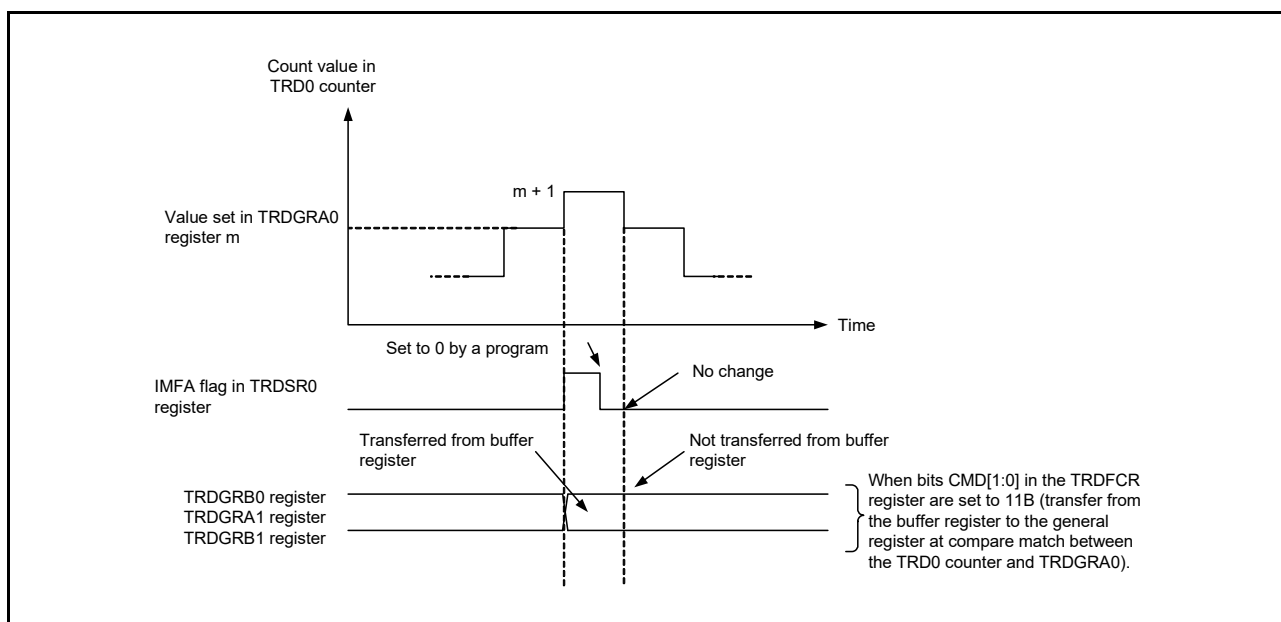 Count value in
TRD0 counter
m + 1
Value set in TRDGRA0
register m
Time
Set to 0 by a program
No change
IMFA flag in TRDSR0
register
Transferred from buffer
register
Not transferred from buffer
register
TRDGRB0 register
TRDGRA1 register
TRDGRB1 register
When bits CMD[1:0] in the TRDFCR
register are set to 11B (transfer from
the buffer register to the general
register at compare match between
the TRD0 counter and TRDGRA0).